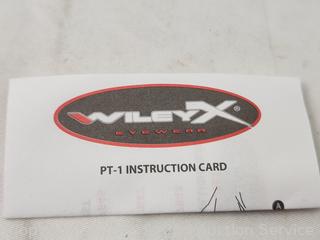 WILEY X®
EYEWEAR
PT-1 INSTRUCTION CARD
A